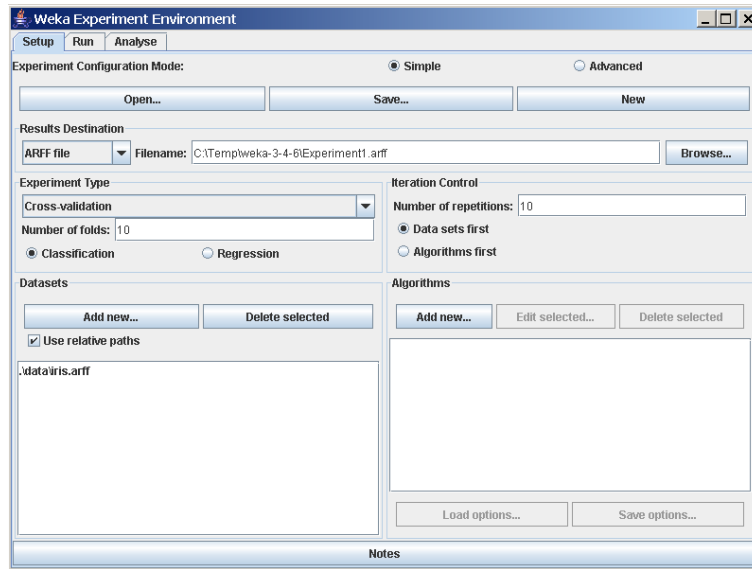 Weka Experiment Environment
Setup Run Analyse
Experiment Configuration Mode: Simple Advanced
Open... Save... New
Results Destination
ARFF file Filename: C:\Temp\weka-3-4-6\Experiment1.arff Browse...
Experiment Type
Cross-validation
Number of folds: 10
Classification Regression
Iteration Control
Number of repetitions: 10
Data sets first
Algorithms first
Datasets
Add new... Delete selected
Use relative paths
.\data\iris.arff
Algorithms
Add new... Edit selected... Delete selected
Load options... Save options...
Notes